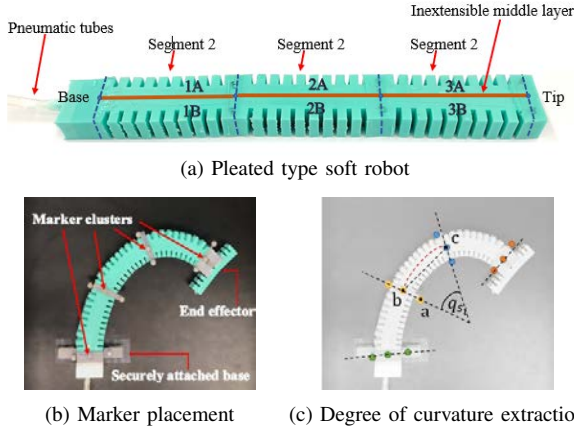 Inextensible middle layer
Pneumatic tubes
Segment 2 Segment 2 Segment 2
Base 1A 2A 3A Tip
1B 2B 3B
(a) Pleated type soft robot
Marker clusters
End effector
Securely attached base
c
b
a
qs1
(b) Marker placement (c) Degree of curvature extractio